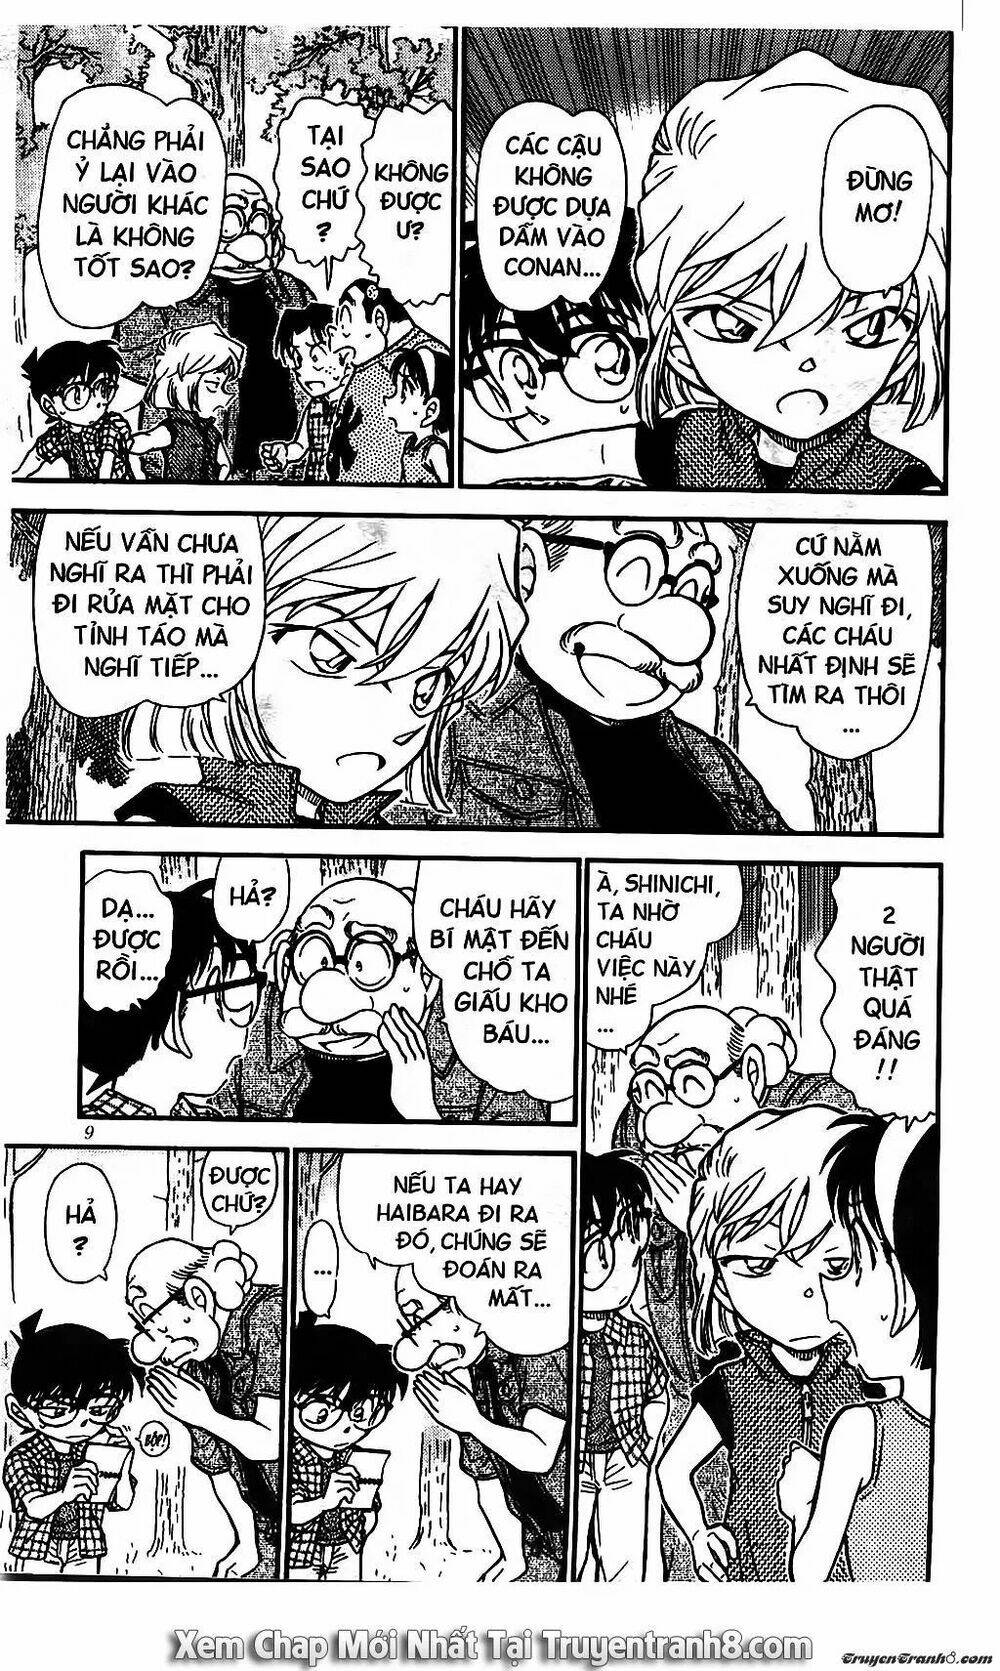 ĐỪNG
MƠ!
CÁC CẬU
KHÔNG
ĐƯỢC DỰA
DẪM VÀO
CONAN...
KHÔNG
ĐƯỢC
Ư?
TẠI
SAO
CHỨ
?
CHẲNG PHẢI
Ỷ LẠI VÀO
NGƯỜI KHÁC
LÀ KHÔNG
TỐT SAO?
CỨ NẰM
XUỐNG MÀ
SUY NGHĨ ĐI,
CÁC CHÁU
NHẤT ĐỊNH SẼ
TÌM RA THÔI
...
NẾU VẪN CHƯA
NGHĨ RA THÌ PHẢI
ĐI RỬA MẶT CHO
TỈNH TÁO MÀ
NGHĨ TIẾP...
2
NGƯỜI
THẬT
QUÁ
ĐÁNG
!!
À, SHINICHI,
TA NHỜ
CHÁU
VIỆC NÀY
NHÉ
...
CHÁU HÃY
BÍ MẬT ĐẾN
CHỖ TA
GIẤU KHO
BÁU...
HẢ?
DẠ...
ĐƯỢC
RỒI...
9
NẾU TA HAY
HAIBARA ĐI RA
ĐÓ, CHÚNG SẼ
ĐOÁN RA
MẤT...
...
ĐƯỢC
CHỨ?
HẢ
?
BỐP!
Xem Chap Mới Nhất Tại Truyentranh8.com
TruyenTranh8.com